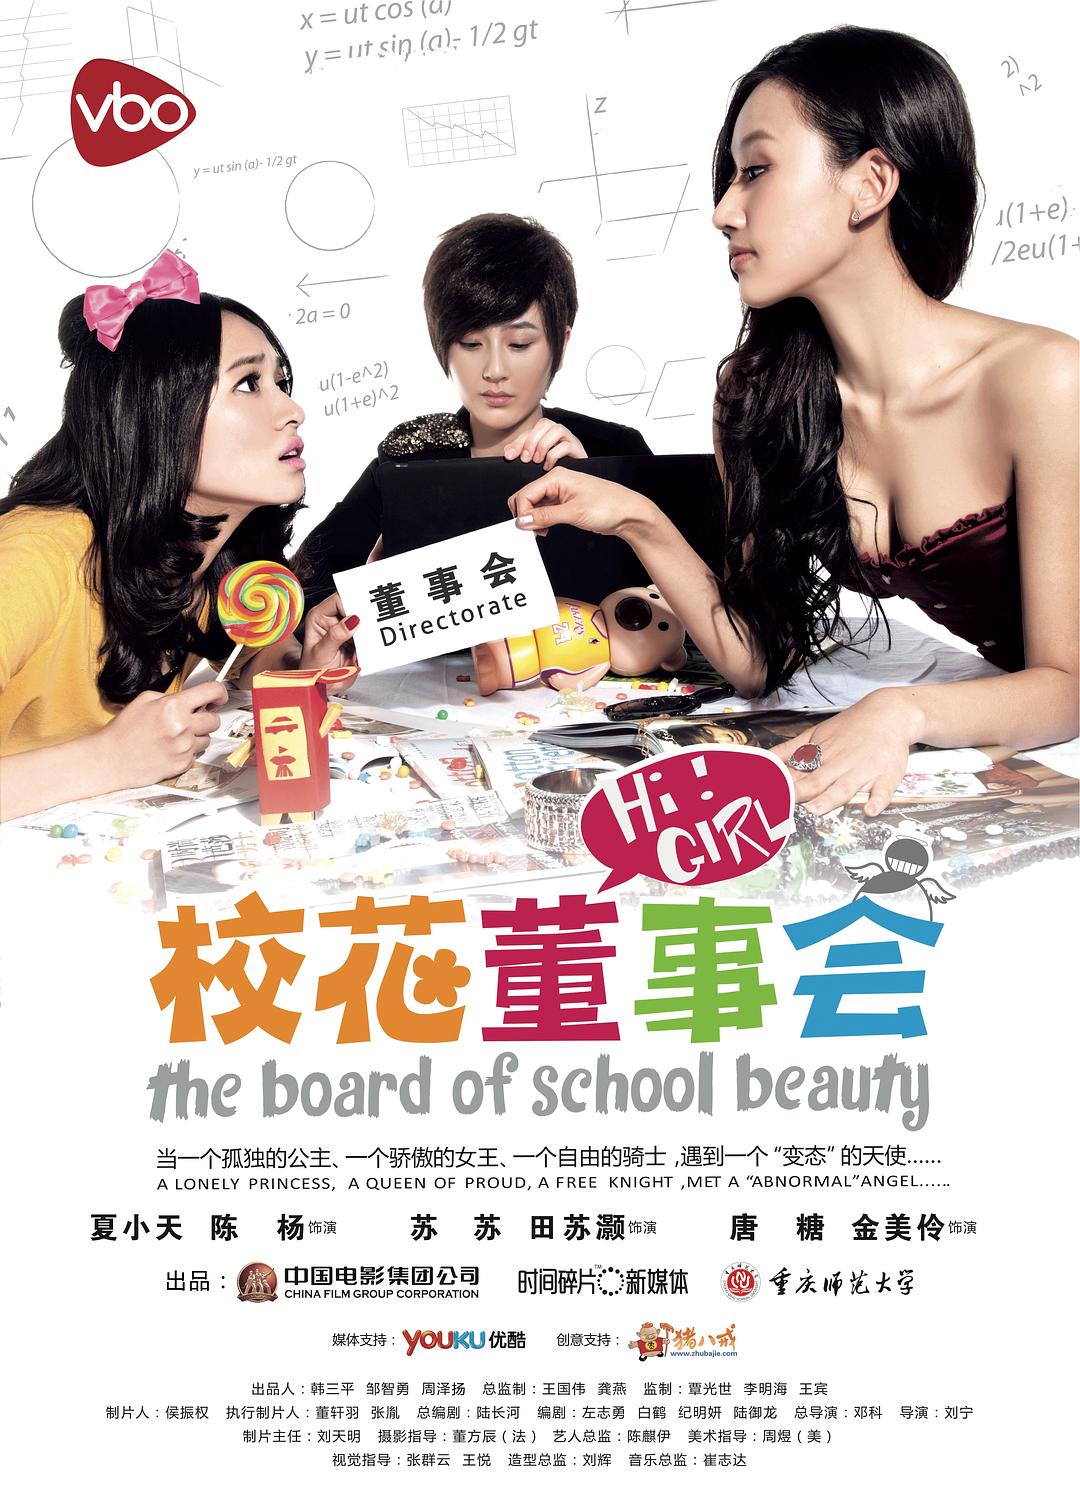 x = ut cos (a)
y = ut sin (a)- 1/2 gt
vbo
y = ut sin (a)- 1/2 gt
z
2)
^2
u(1+e)
/2eu(1+
2a = 0
u(1-e^2)
u(1+e)^2
董事会
Directorate
24
Hi!
GIRL
校花董事会
the board of school beauty
当一个孤独的公主、一个骄傲的女王、一个自由的骑士 ,遇到一个 “变态” 的天使......
A LONELY PRINCESS, A QUEEN OF PROUD, A FREE KNIGHT ,MET A “ABNORMAL”ANGEL......
夏小天 陈 杨 饰演 苏 苏 田苏灏 饰演 唐 糖 金美伶 饰演
出品： 中国电影集团公司 CHINA FILM GROUP CORPORATION 时间碎片™新媒体 重庆师范大学
媒体支持： YOUKU 优酷 创意支持： 猪八戒 www.zhubajie.com
出品人：韩三平 邹智勇 周泽扬 总监制：王国伟 龚燕 监制：覃光世 李明海 王宾
制片人：侯振权 执行制片人：董轩羽 张胤 总编剧：陆长河 编剧：左志勇 白鹤 纪明妍 陆御龙 总导演：邓科 导演：刘宁
制片主任：刘天明 摄影指导：董方辰（法） 艺人总监：陈麒伊 美术指导：周煜（美）
视觉指导：张群云 王悦 造型总监：刘辉 音乐总监：崔志达